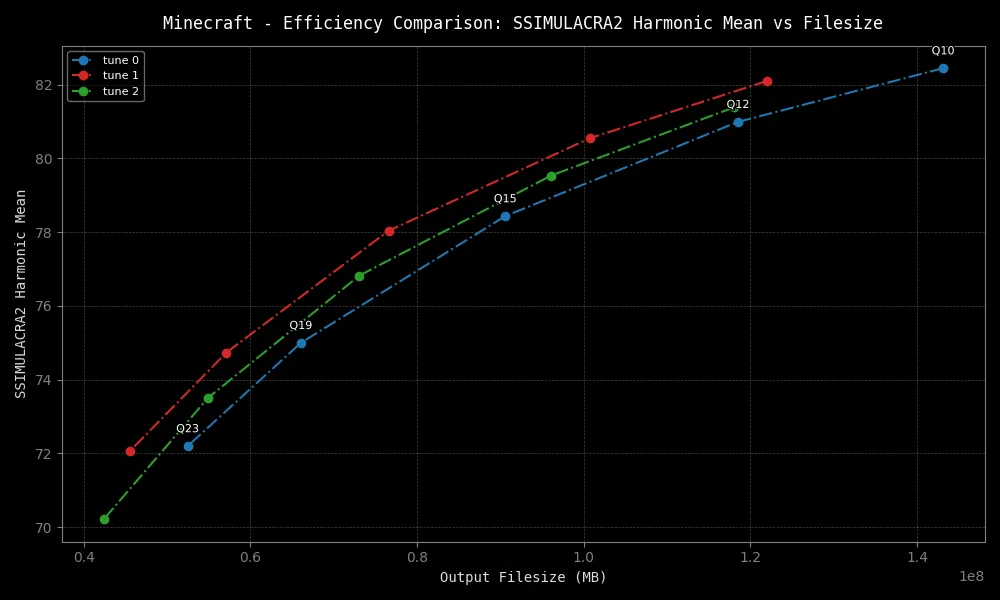 Minecraft - Efficiency Comparison: SSIMULACRA2 Harmonic Mean vs Filesize
tune 0
tune 1
tune 2
Q10
Q12
Q15
Q19
Q23
SSIMULACRA2 Harmonic Mean
82
80
78
76
74
72
70
0.4
0.6
0.8
1.0
1.2
1.4
1e8
Output Filesize (MB)